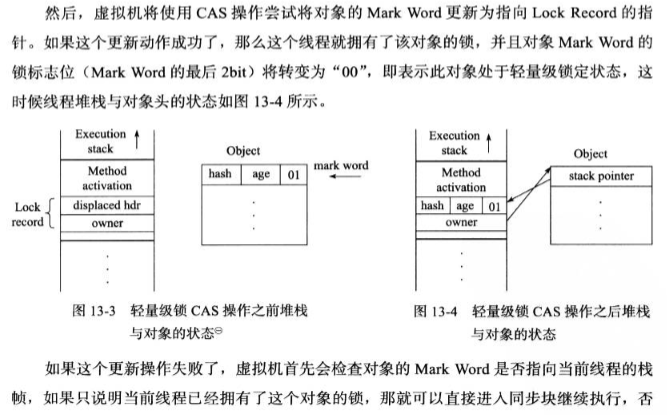 然后，虚拟机将使用 CAS 操作尝试将对象的 Mark Word 更新为指向 Lock Record 的指
针。如果这个更新动作成功了，那么这个线程就拥有了该对象的锁，并且对象 Mark Word 的
锁标志位（Mark Word 的最后 2bit）将转变为“00”，即表示此对象处于轻量级锁定状态，这
时候线程堆栈与对象头的状态如图 13-4 所示。
Execution
stack
Method
activation
Lock
record
displaced hdr
owner
Object
hash age 01
mark word
图 13-3 轻量级锁 CAS 操作之前堆栈
与对象的状态㊀
Execution
stack
Method
activation
hash age 01
owner
Object
stack pointer
图 13-4 轻量级锁 CAS 操作之后堆栈
与对象的状态
如果这个更新操作失败了，虚拟机首先会检查对象的 Mark Word 是否指向当前线程的栈
帧，如果只说明当前线程已经拥有了这个对象的锁，那就可以直接进入同步块继续执行，否